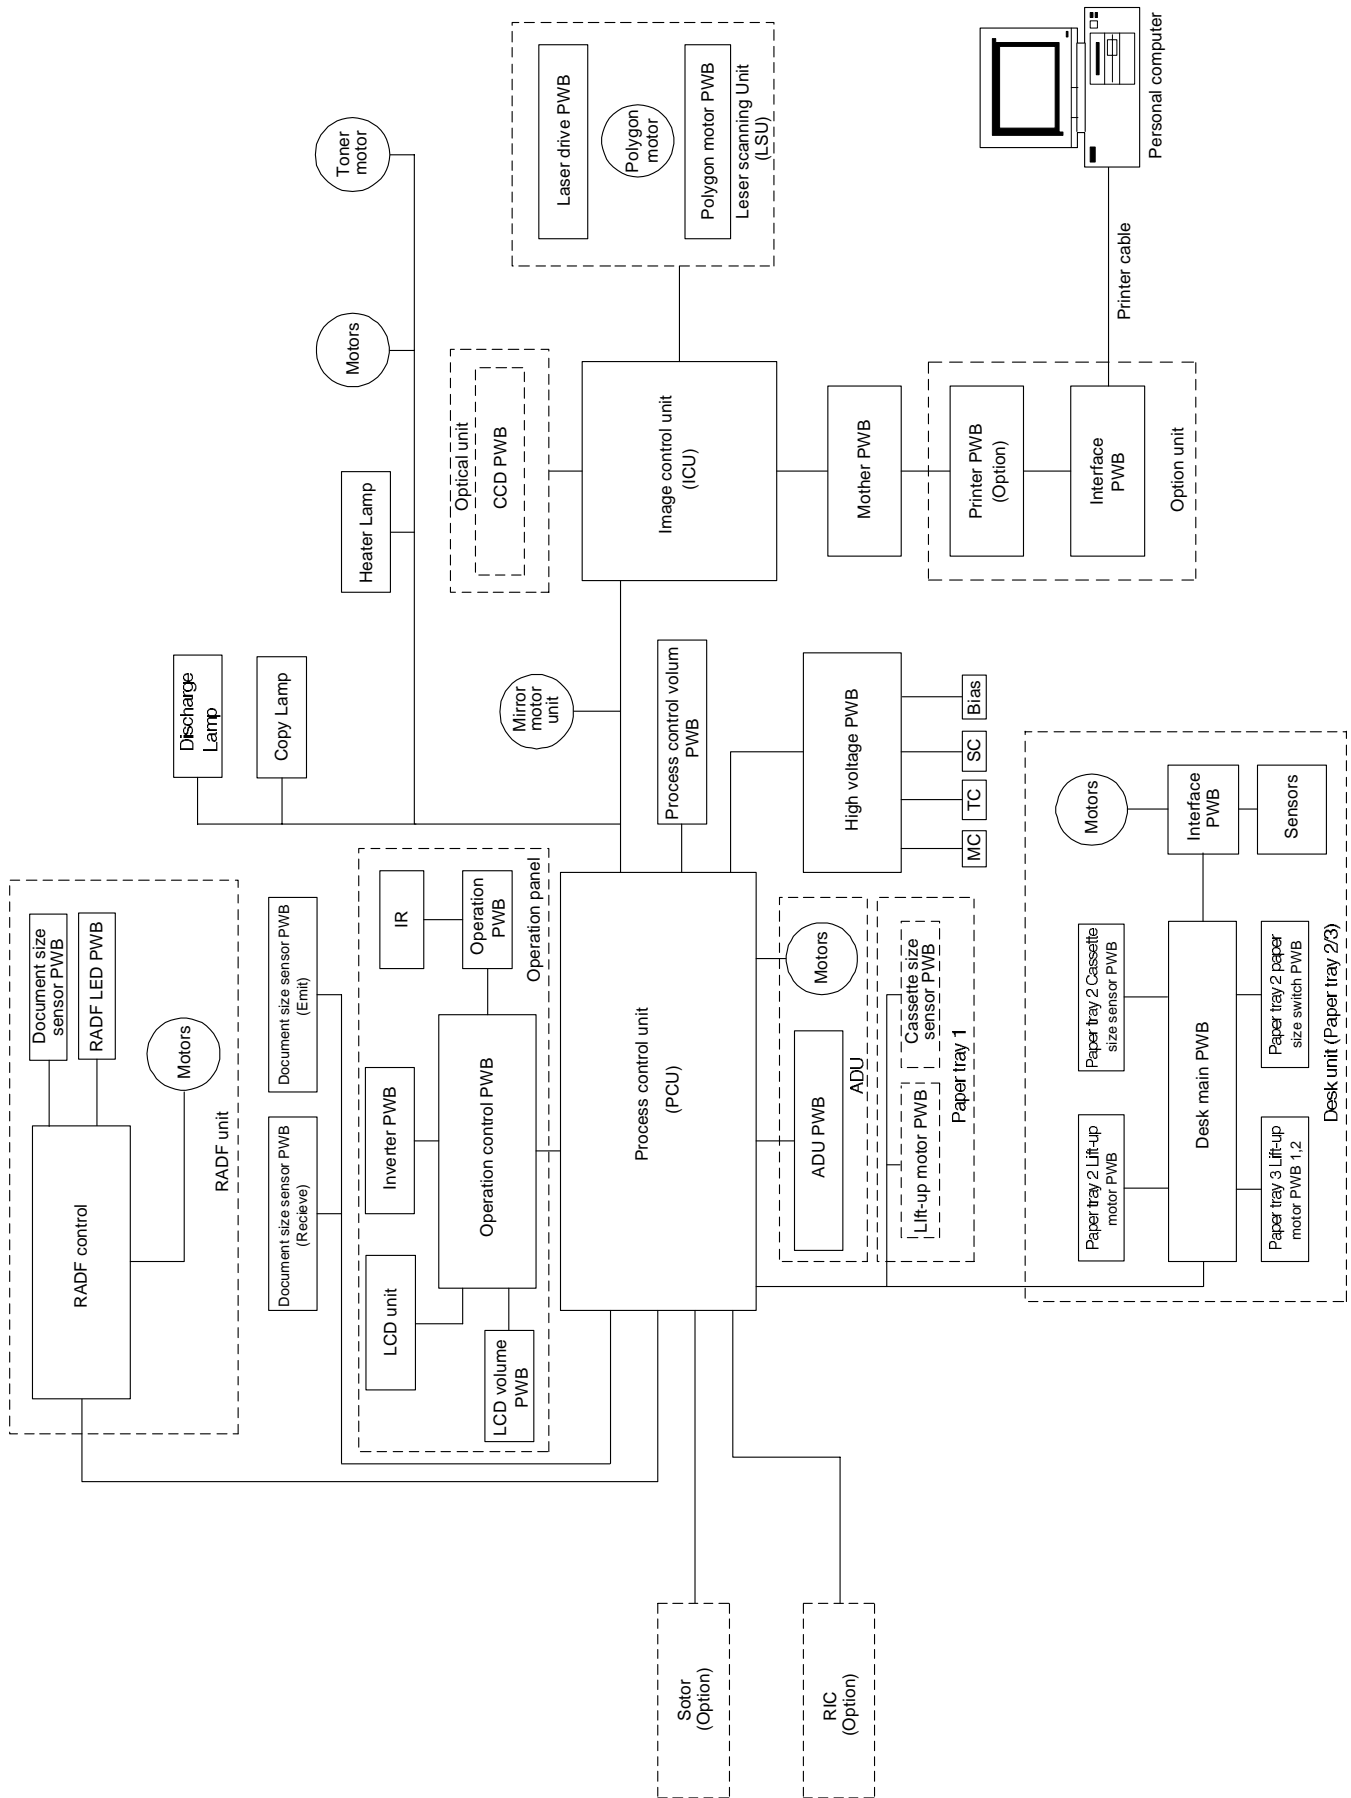 Sotor
(Option)
RIC
(Option)
RADF control
Document size
sensor PWB
RADF LED PWB
Motors
RADF unit
Document size sensor PWB
(Recieve)
Document size sensor PWB
(Emit)
LCD unit
LCD volume
PWB
Inverter PWB
Operation control PWB
IR
Operation
PWB
Operation panel
Process control unit
(PCU)
ADU PWB
Motors
ADU
LIft-up motor PWB
Cassette size
sensor PWB
Paper tray 1
Paper tray 2 Lift-up
motor PWB
Paper tray 2 Cassette
size sensor PWB
Desk main PWB
Paper tray 3 Lift-up
motor PWB 1,2
Paper tray 2 paper
size switch PWB
Motors
Interface
PWB
Sensors
Desk unit (Paper tray 2/3)
Discharge
Lamp
Copy Lamp
Heater Lamp
Motors
Toner
motor
Mirror
motor
unit
Process control volum
PWB
High voltage PWB
MC
TC
SC
Bias
Optical unit
CCD PWB
Image control unit
(ICU)
Mother PWB
Printer PWB
(Option)
Interface
PWB
Option unit
Laser drive PWB
Polygon
motor
Polygon motor PWB
Leser scanning Unit
(LSU)
Printer cable
Personal computer